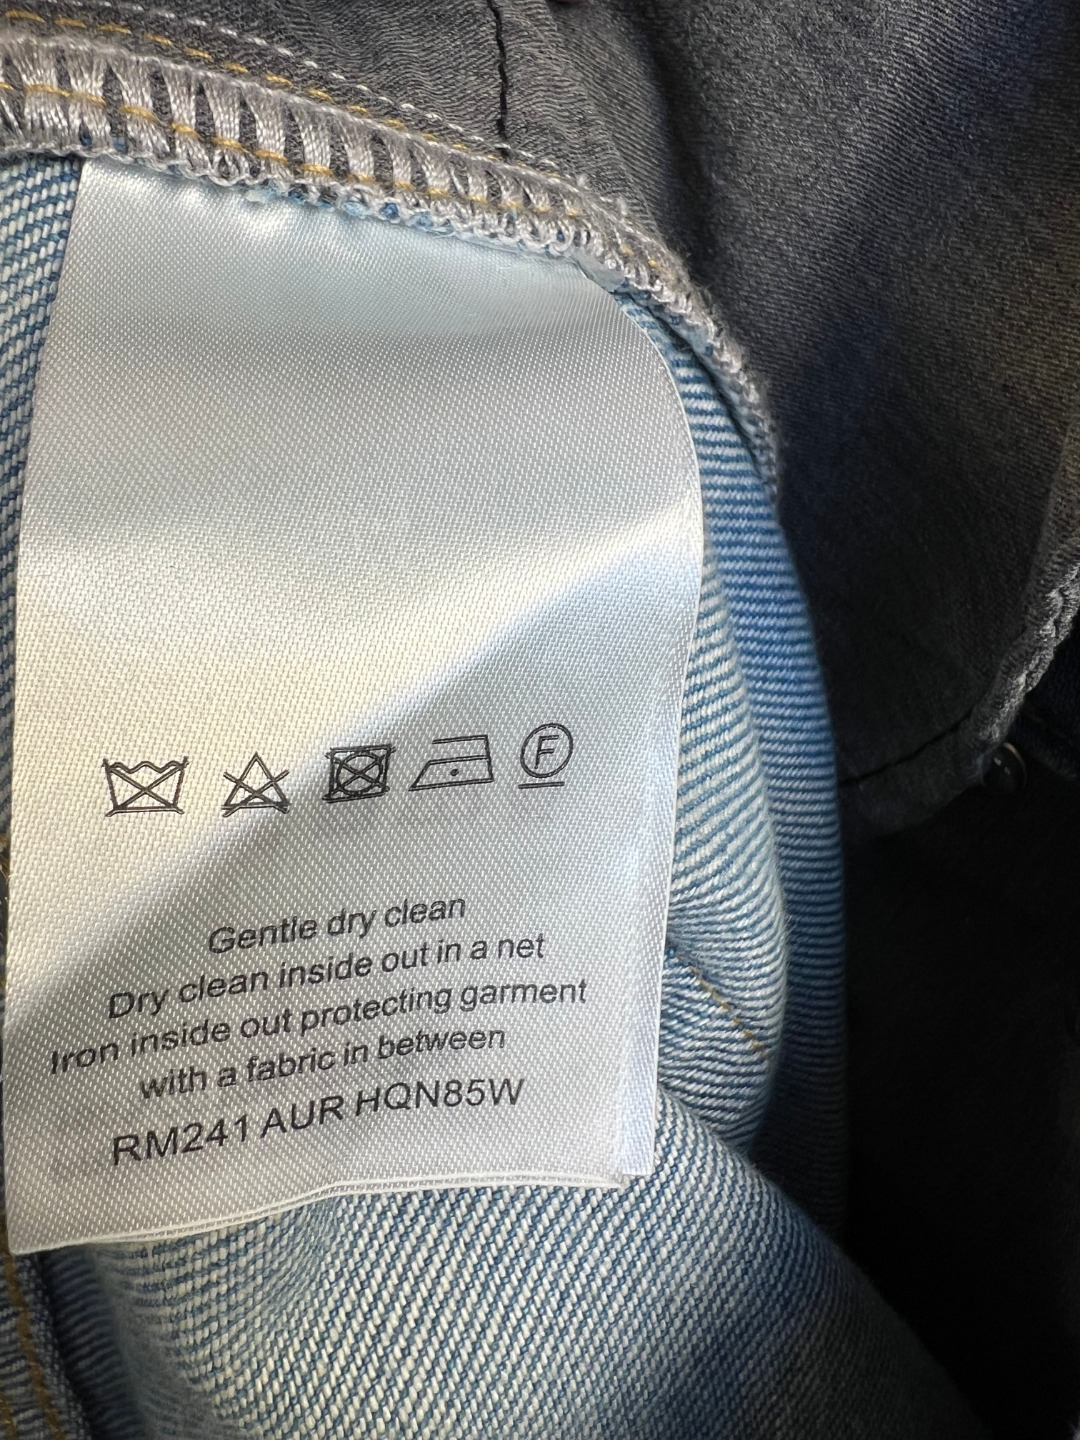 F
Gentle dry clean
Dry clean inside out in a net
Iron inside out protecting garment
with a fabric in between
RM241 AUR HQN85W